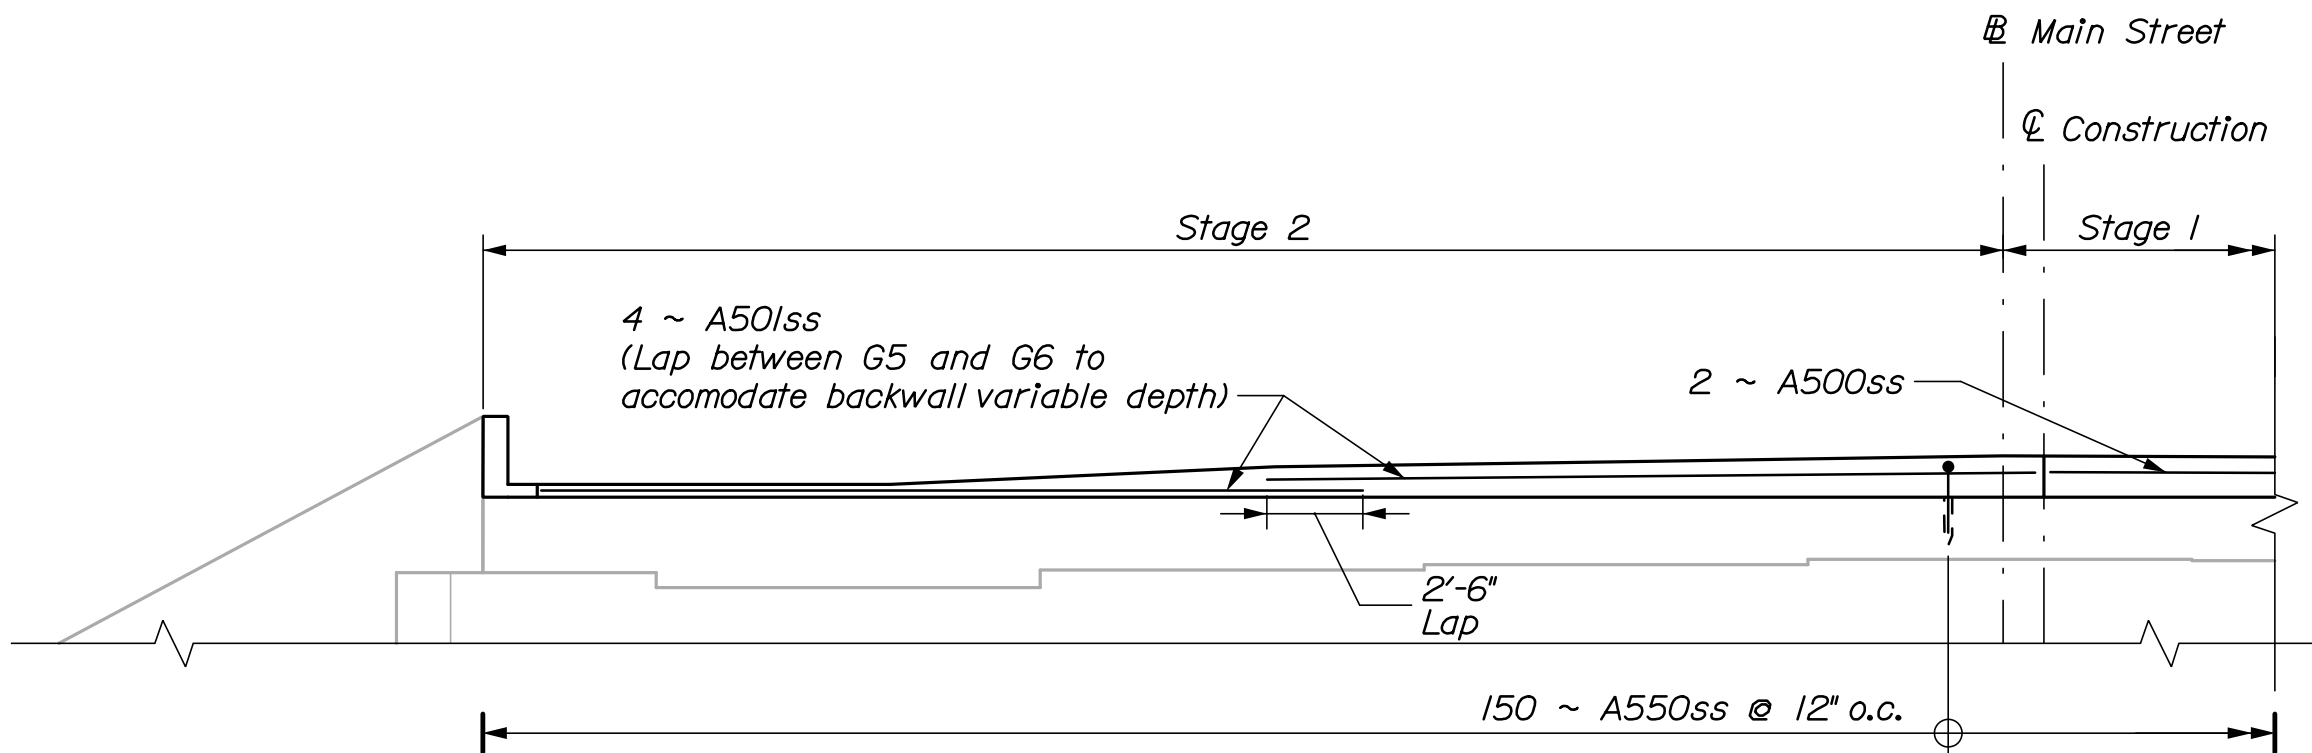 ℄ Main Street
℄ Construction
Stage 2
Stage 1
4 ~ A501ss
(Lap between G5 and G6 to
accomodate backwall variable depth)
2 ~ A500ss
2'-6"
Lap
150 ~ A550ss @ 12" o.c.